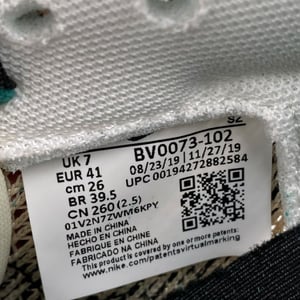 SZ
UK 7
EUR 41
cm 26
BR 39.5
CN 260 (2.5)
01V2N7ZWM6KPY
MADE IN CHINA
HECHO EN CHINA
FABRICADO NA CHINA
BV0073-102
08/23/19 | 11/27/19
UPC 00194272882584
This product is covered by one or more patents:
www.nike.com/patentsvirtualmarking